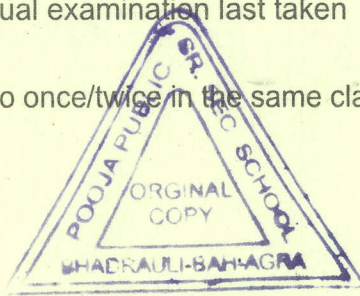 ual examination last taken
o once/twice in the same cla
POOJA PUBLIC SR. SEC SCHOOL
ORGINAL
COPY
BHADRAULI-BAH-AGRA